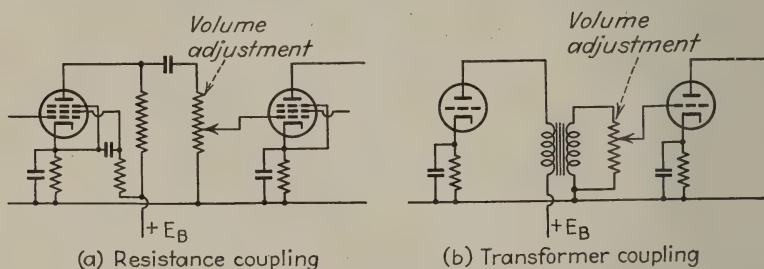 Volume
adjustment
+ E_B
(a) Resistance coupling
Volume
adjustment
+ E_B
(b) Transformer coupling